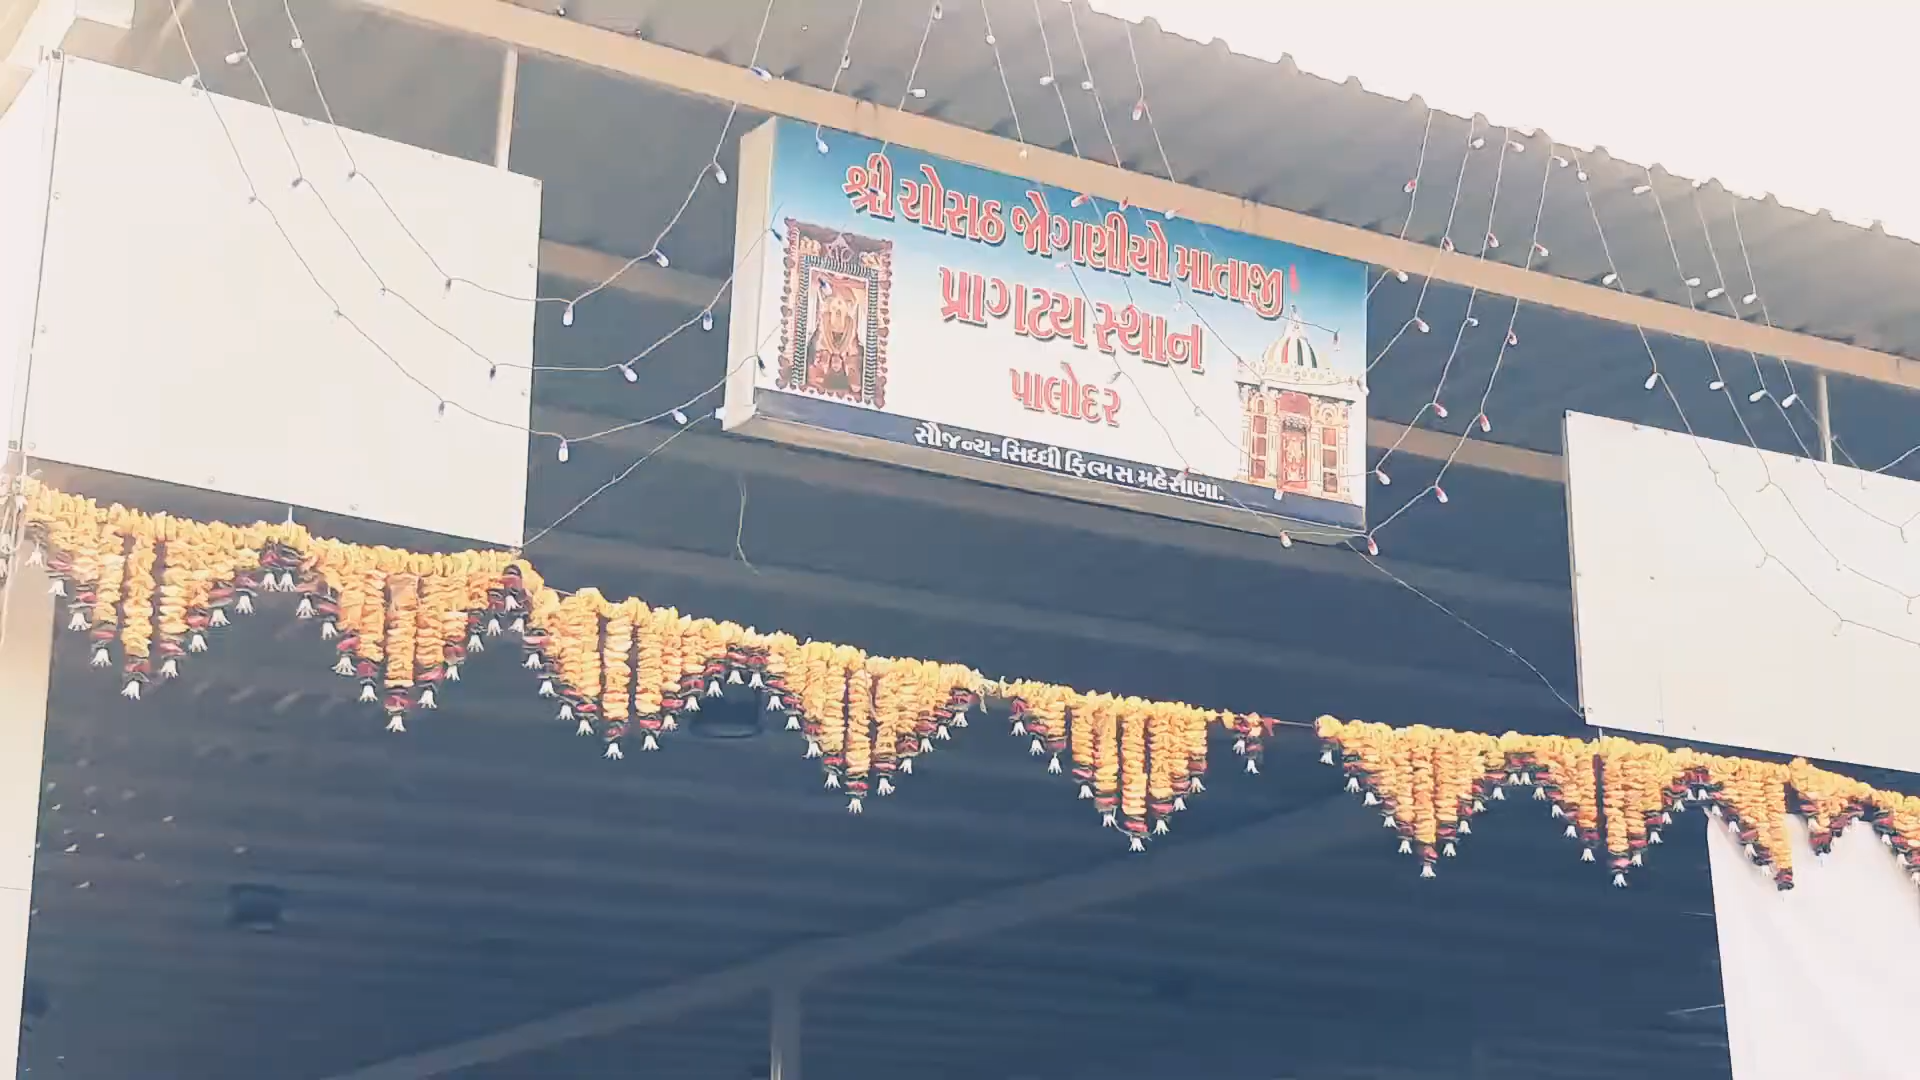 શ્રી ચોસઠ જોગણીયો માતાજી
પ્રાગટ્ય સ્થાન
પાલોદર
સૌજન્ય-સિધ્ધી ફિલ્મસ મહેસાણા.